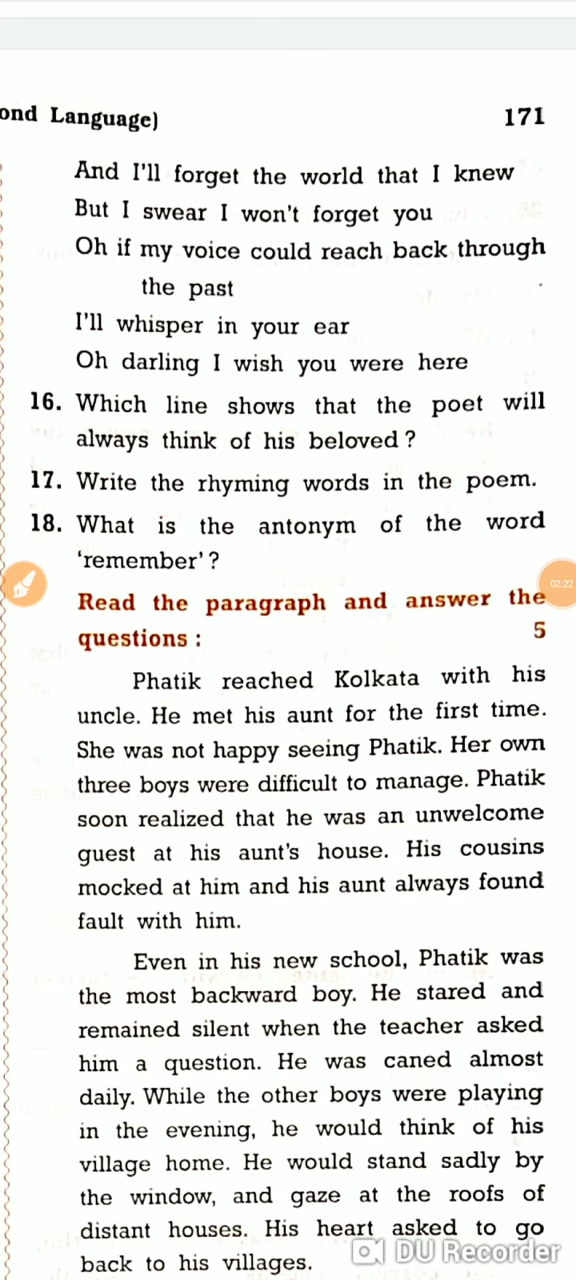 ond Language)
171
And I'll forget the world that I knew
But I swear I won't forget you
Oh if my voice could reach back through
the past
I'll whisper in your ear
Oh darling I wish you were here
16. Which line shows that the poet will
always think of his beloved?
17. Write the rhyming words in the poem.
18. What is the antonym of the word
'remember'?
Read the paragraph and answer the
questions : 5
02:22
Phatik reached Kolkata with his
uncle. He met his aunt for the first time.
She was not happy seeing Phatik. Her own
three boys were difficult to manage. Phatik
soon realized that he was an unwelcome
guest at his aunt's house. His cousins
mocked at him and his aunt always found
fault with him.
Even in his new school, Phatik was
the most backward boy. He stared and
remained silent when the teacher asked
him a question. He was caned almost
daily. While the other boys were playing
in the evening, he would think of his
village home. He would stand sadly by
the window, and gaze at the roofs of
distant houses. His heart asked to go
back to his villages.
DU Recorder